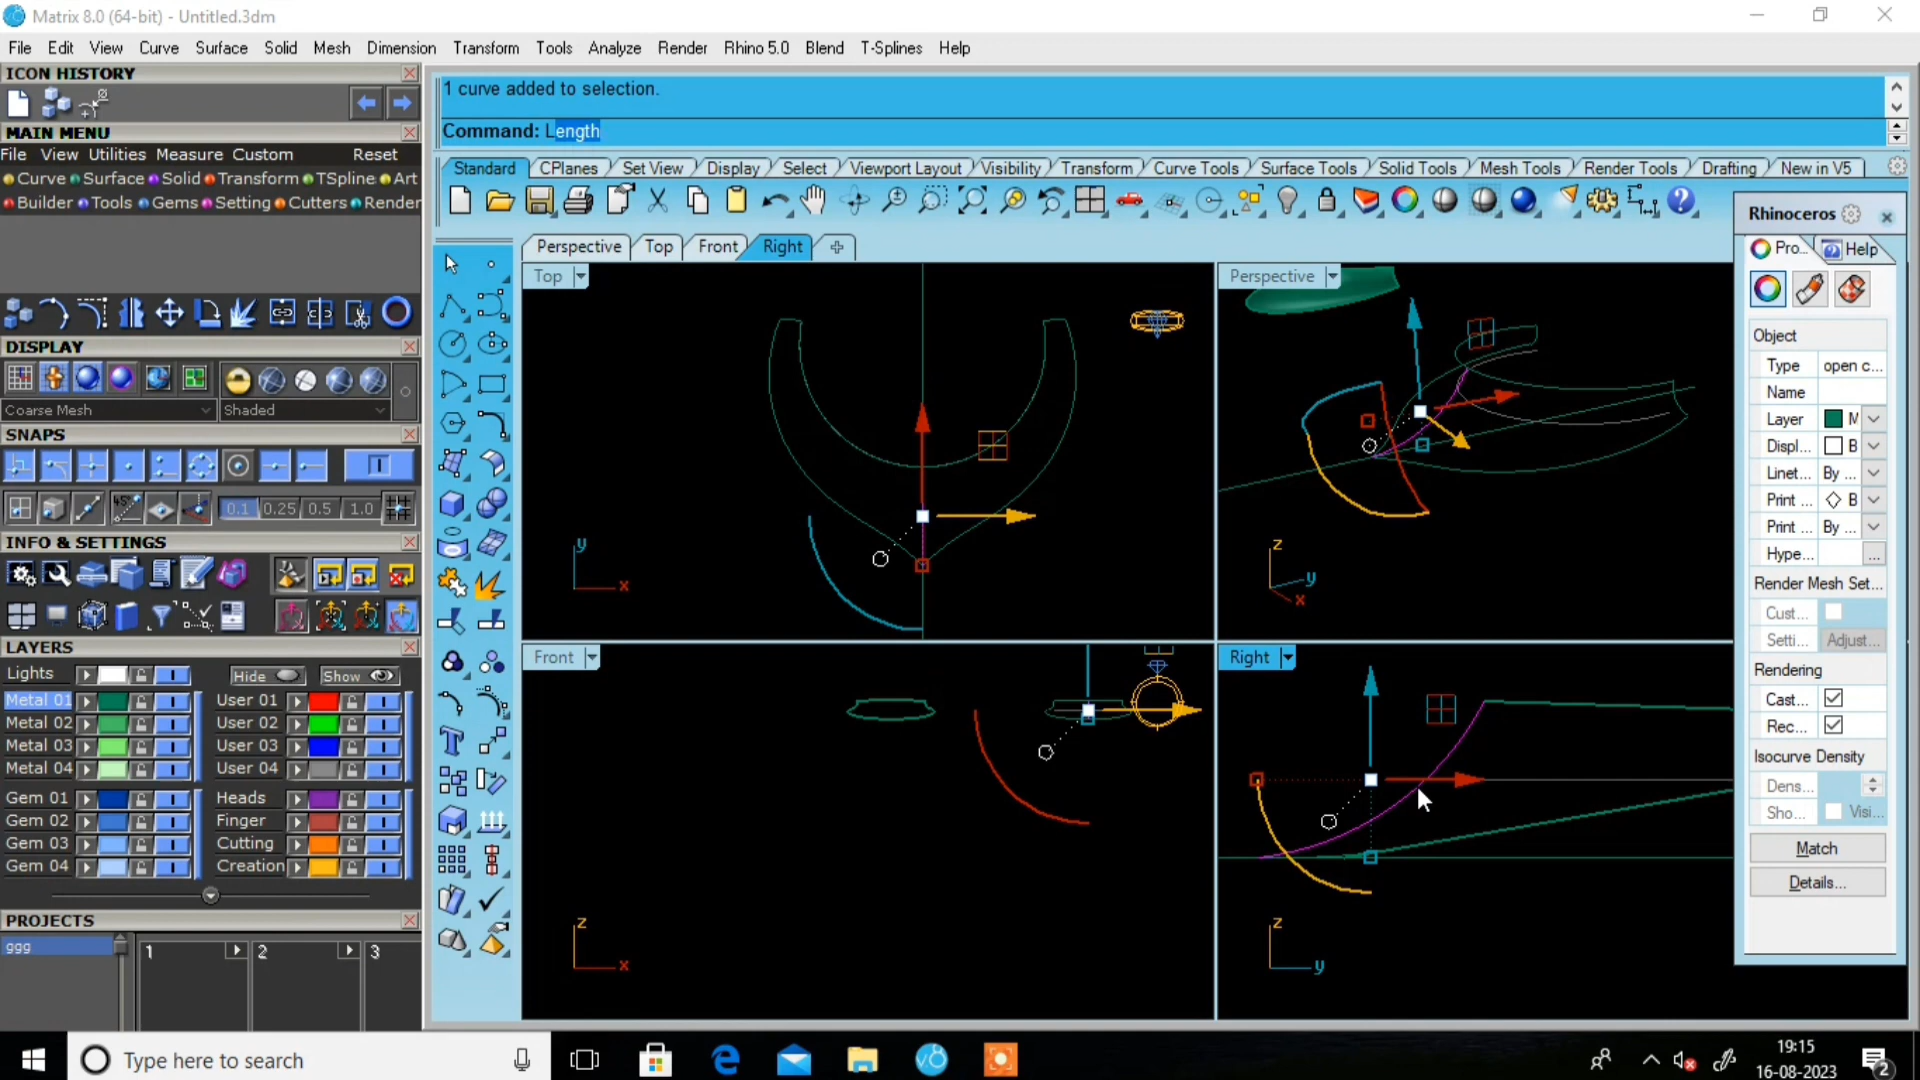 Matrix 8.0 (64-bit) - Untitled.3dm
File Edit View Curve Surface Solid Mesh Dimension Transform Tools Analyze Render Rhino 5.0 Blend T-Splines Help
ICON HISTORY
1 curve added to selection.
Command: Length
MAIN MENU
File View Utilities Measure Custom Reset
Curve Surface Solid Transform TSpline Art
Builder Tools Gems Setting Cutters Render
Standard CPlanes Set View Display Select Viewport Layout Visibility Transform Curve Tools Surface Tools Solid Tools Mesh Tools Render Tools Drafting New in V5
Perspective Top Front Right
DISPLAY
Coarse Mesh Shaded
SNAPS
45°
0.1 0.25 0.5 1.0
INFO & SETTINGS
LAYERS
Lights Hide Show
Metal 01 User 01
Metal 02 User 02
Metal 03 User 03
Metal 04 User 04
Gem 01 Heads
Gem 02 Finger
Gem 03 Cutting
Gem 04 Creation
PROJECTS
ggg 1 2 3
Top
y
x
Perspective
z
y
x
Front
z
x
Right
z
y
Rhinoceros
Pro... Help
Object
Type open c...
Name
Layer M
Displ... B
Linet... By ...
Print ... B
Print ... By ...
Hype... ...
Render Mesh Set...
Cust...
Setti... Adjust...
Rendering
Cast...
Rec...
Isocurve Density
Dens...
Sho... Visi...
Match
Details...
Type here to search
19:15
16-08-2023
2